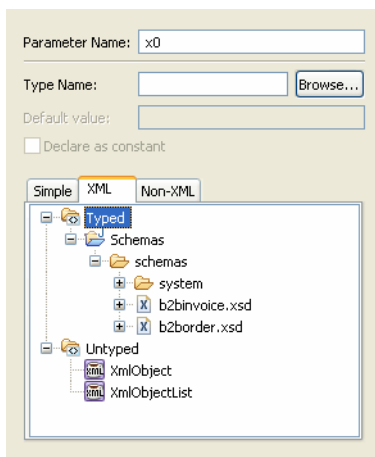 Parameter Name: x0
Type Name: Browse...
Default value:
Declare as constant
Simple XML Non-XML
Typed
Schemas
schemas
system
b2binvoice.xsd
b2border.xsd
Untyped
XmlObject
XmlObjectList